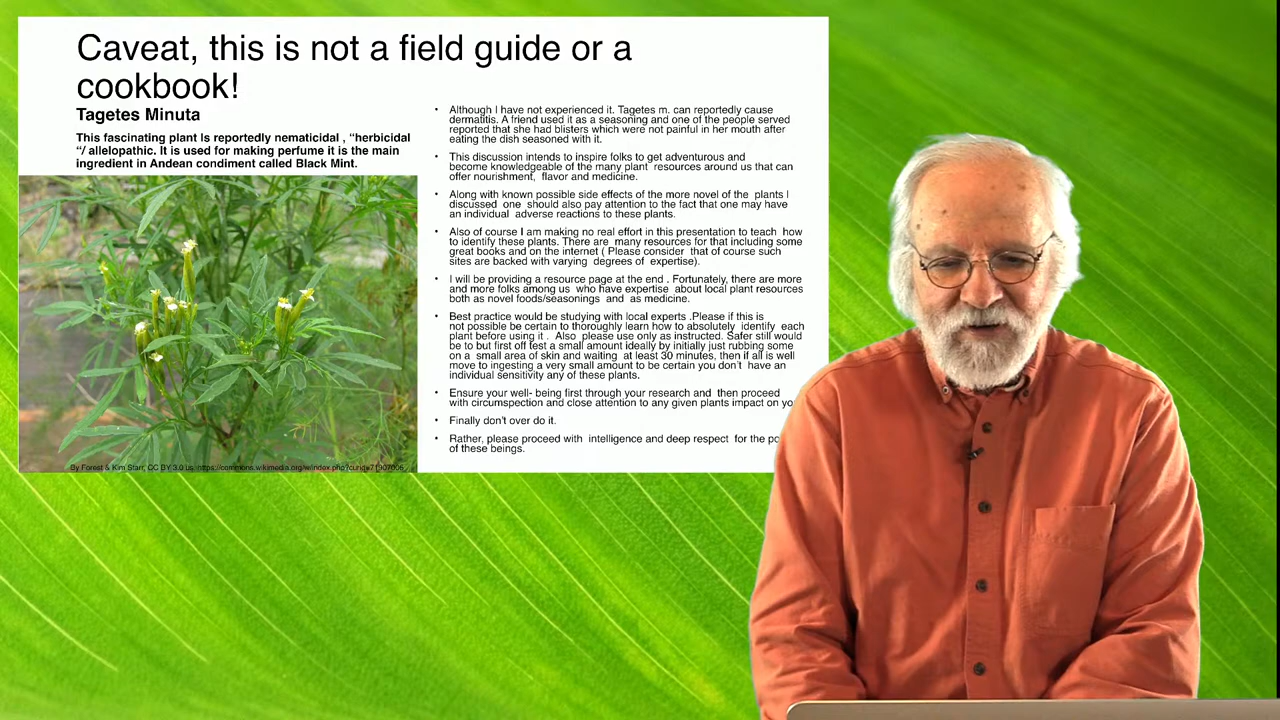 Caveat, this is not a field guide or a
cookbook!
Tagetes Minuta
This fascinating plant Is reportedly nematicidal , “herbicidal
“/ allelopathic. It is used for making perfume it is the main
ingredient in Andean condiment called Black Mint.
By Forest & Kim Starr, CC BY 3.0 us, https://commons.wikimedia.org/w/index.php?curid=71907006
• Although I have not experienced it. Tagetes m. can reportedly cause
dermatitis. A friend used it as a seasoning and one of the people served
reported that she had blisters which were not painful in her mouth after
eating the dish seasoned with it.
• This discussion intends to inspire folks to get adventurous and
become knowledgeable of the many plant resources around us that can
offer nourishment, flavor and medicine.
• Along with known possible side effects of the more novel of the plants I
discussed one should also pay attention to the fact that one may have
an individual adverse reactions to these plants.
• Also of course I am making no real effort in this presentation to teach how
to identify these plants. There are many resources for that including some
great books and on the internet ( Please consider that of course such
sites are backed with varying degrees of expertise).
• I will be providing a resource page at the end . Fortunately, there are more
and more folks among us who have expertise about local plant resources
both as novel foods/seasonings and as medicine.
• Best practice would be studying with local experts .Please if this is
not possible be certain to thoroughly learn how to absolutely identify each
plant before using it . Also please use only as instructed. Safer still would
be to but first off test a small amount ideally by initially just rubbing some
on a small area of skin and waiting at least 30 minutes, then if all is well
move to ingesting a very small amount to be certain you don’t have an
individual sensitivity any of these plants.
• Ensure your well- being first through your research and then proceed
with circumspection and close attention to any given plants impact on
• Finally don’t over do it.
• Rather, please proceed with intelligence and deep respect for the
of these beings.